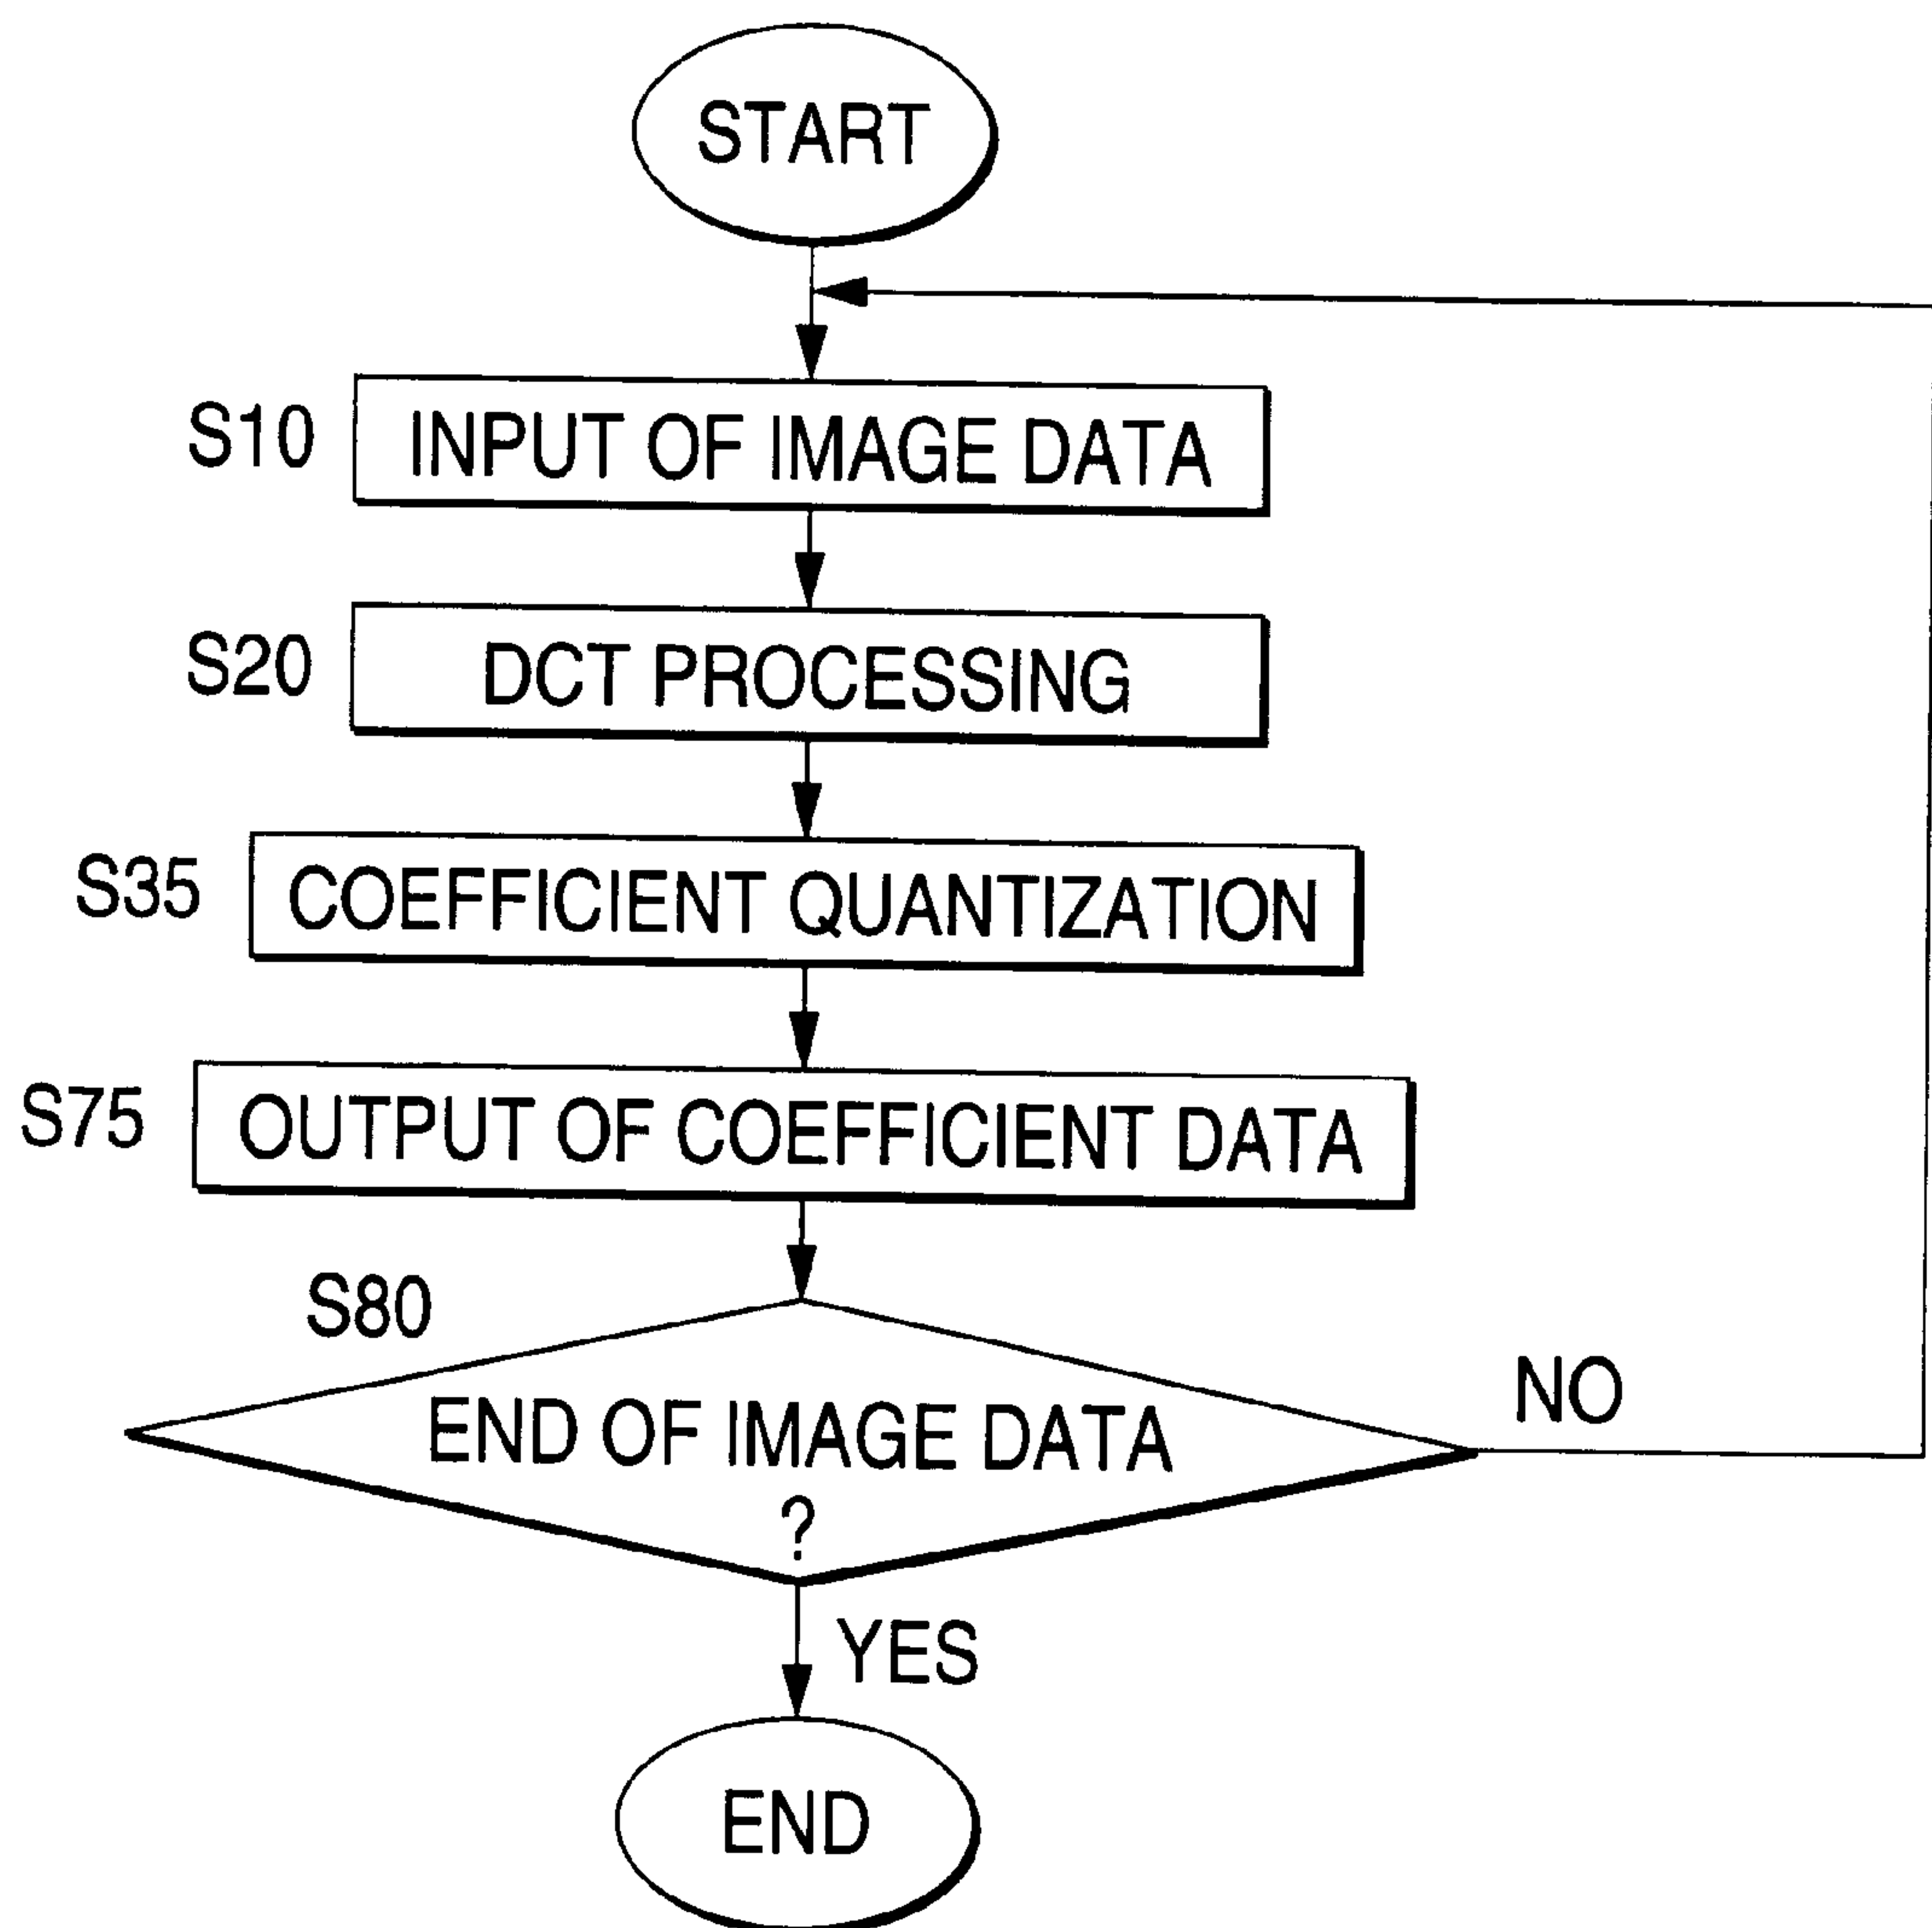 START
S10
INPUT OF IMAGE DATA
S20
DCT PROCESSING
S35
COEFFICIENT QUANTIZATION
S75
OUTPUT OF COEFFICIENT DATA
S80
END OF IMAGE DATA
?
NO
YES
END